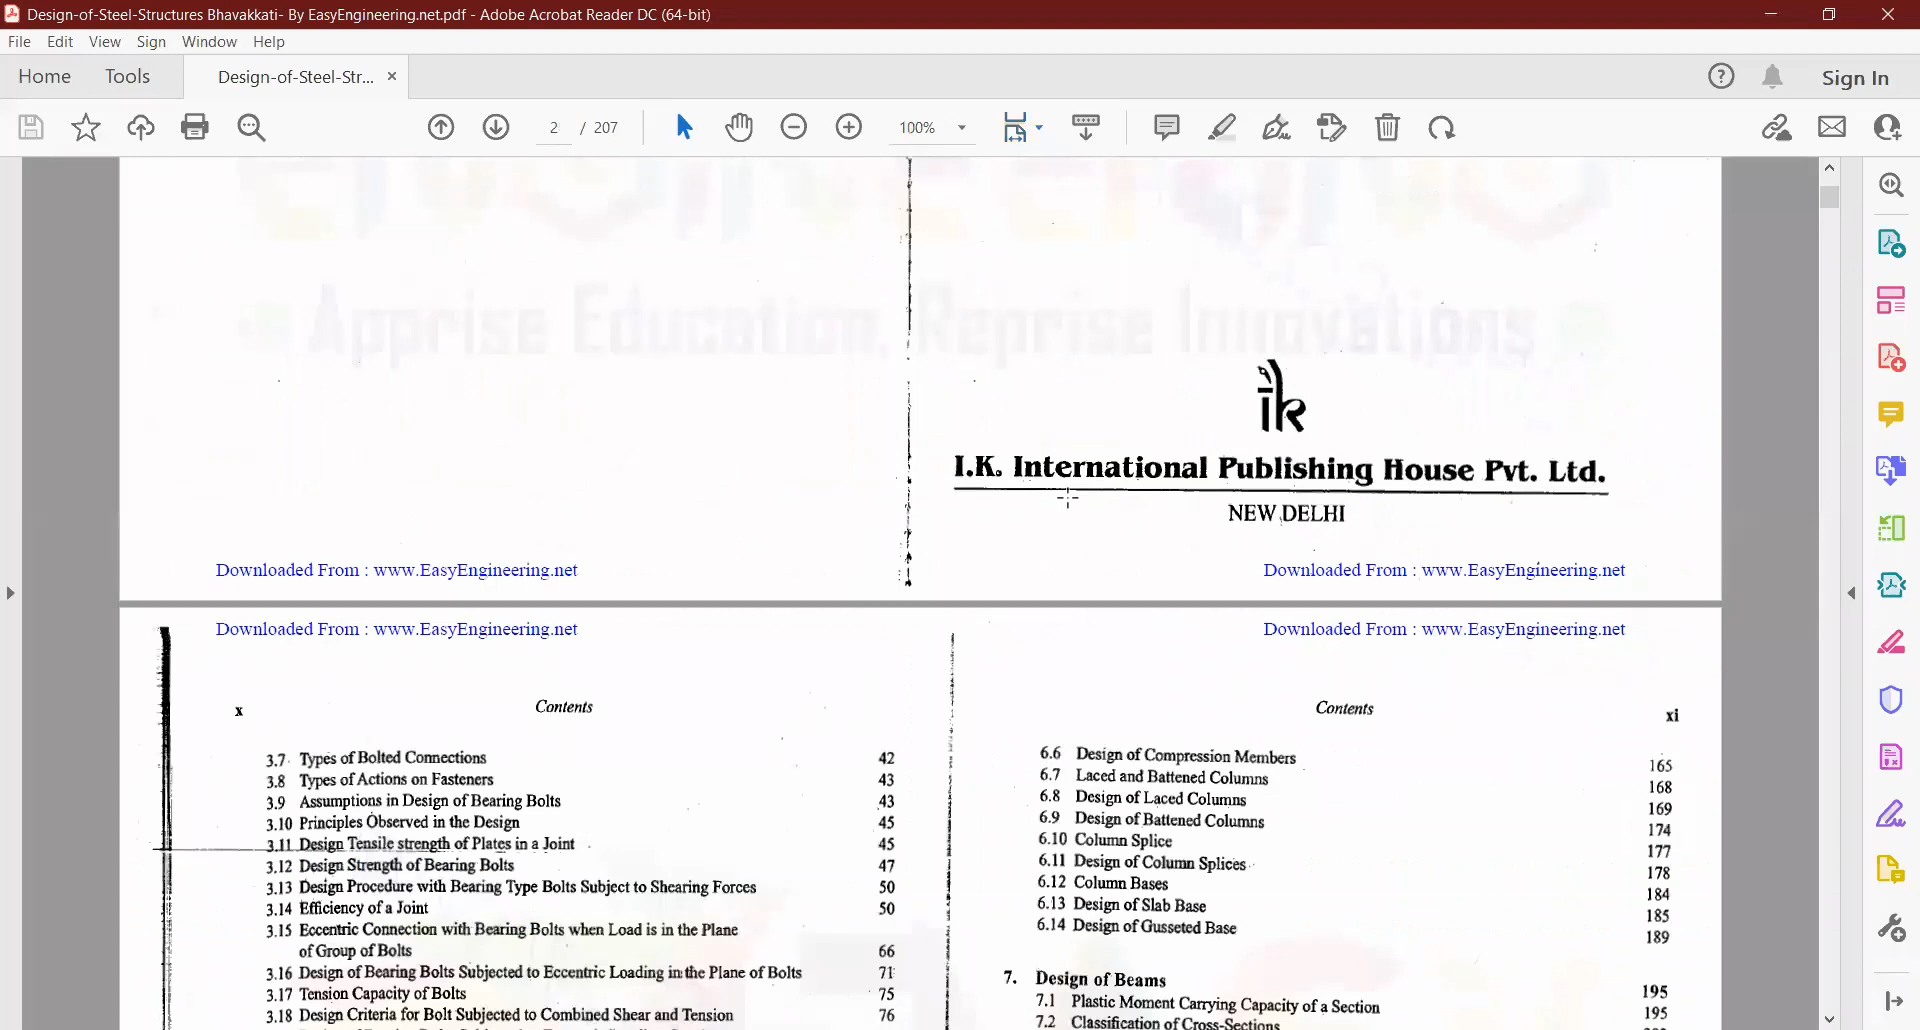 Design-of-Steel-Structures Bhavakkati- By EasyEngineering.net.pdf - Adobe Acrobat Reader DC (64-bit)
File Edit View Sign Window Help
Home Tools Design-of-Steel-Str... × Sign In
2 / 207 100%
Apprise Education, Reprise Innovations
I.K. International Publishing House Pvt. Ltd.
NEW DELHI
Downloaded From : www.EasyEngineering.net Downloaded From : www.EasyEngineering.net
Downloaded From : www.EasyEngineering.net Downloaded From : www.EasyEngineering.net
x Contents
3.7 Types of Bolted Connections 42
3.8 Types of Actions on Fasteners 43
3.9 Assumptions in Design of Bearing Bolts 43
3.10 Principles Observed in the Design 45
3.11 Design Tensile strength of Plates in a Joint 45
3.12 Design Strength of Bearing Bolts 47
3.13 Design Procedure with Bearing Type Bolts Subject to Shearing Forces 50
3.14 Efficiency of a Joint 50
3.15 Eccentric Connection with Bearing Bolts when Load is in the Plane
of Group of Bolts 66
3.16 Design of Bearing Bolts Subjected to Eccentric Loading in the Plane of Bolts 71
3.17 Tension Capacity of Bolts 75
3.18 Design Criteria for Bolt Subjected to Combined Shear and Tension 76
Contents xi
6.6 Design of Compression Members 165
6.7 Laced and Battened Columns 168
6.8 Design of Laced Columns 169
6.9 Design of Battened Columns 174
6.10 Column Splice 177
6.11 Design of Column Splices 178
6.12 Column Bases 184
6.13 Design of Slab Base 185
6.14 Design of Gusseted Base 189
7. Design of Beams 195
7.1 Plastic Moment Carrying Capacity of a Section 195
7.2 Classification of Cross-Sections